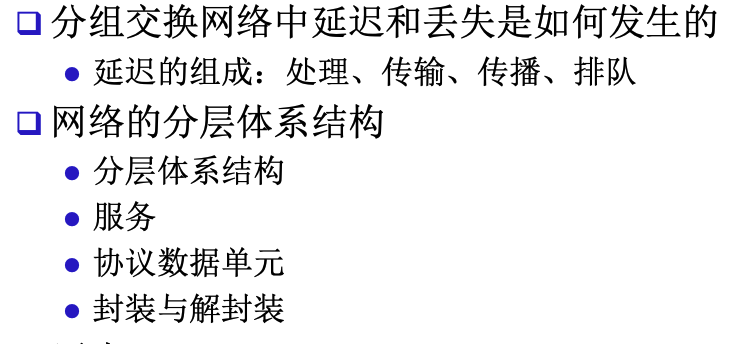 分组交换网络中延迟和丢失是如何发生的
延迟的组成：处理、传输、传播、排队
网络的分层体系结构
分层体系结构
服务
协议数据单元
封装与解封装